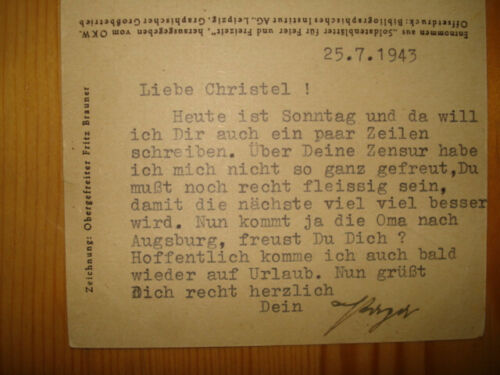 Entnommen aus „Soldatenblätter für Feier und Freizeit", herausgegeben vom OKW.
Offsetdruck: Bibliographisches Institut AG., Leipzig, Graphischer Großbetrieb
25.7.1943
Liebe Christel !
Heute ist Sonntag und da will
ich Dir auch ein paar Zeilen
schreiben. Über Deine Zensur habe
ich mich nicht so ganz gefreut,Du
mußt noch recht fleissig sein,
damit die nächste viel viel besser
wird. Nun kommt ja die Oma nach
Augsburg, freust Du Dich ?
Hoffentlich komme ich auch bald
wieder auf Urlaub. Nun grüßt
Dich recht herzlich
Dein Papa
Zeichnung: Obergefreiter Fritz Brauner